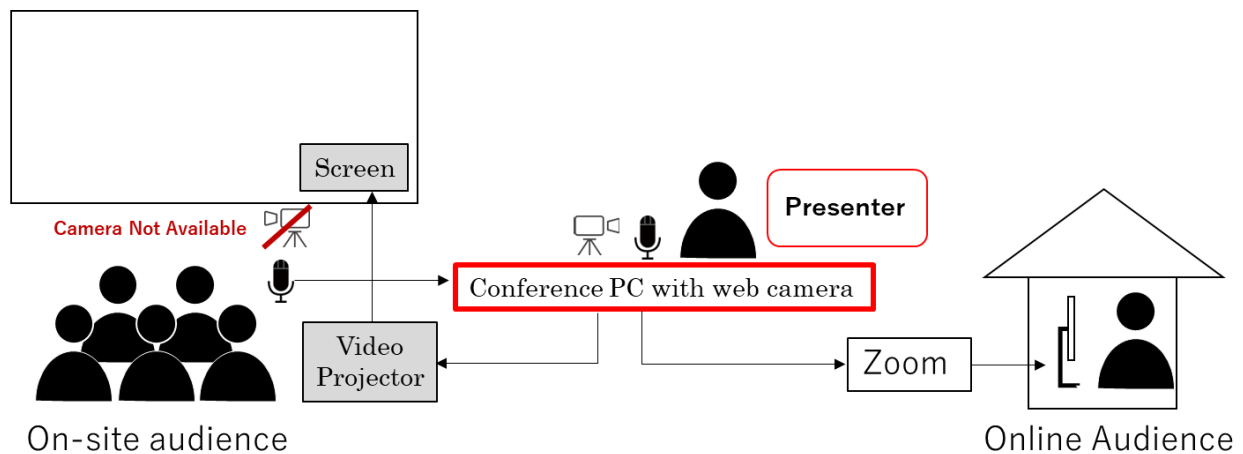 Screen
Camera Not Available
Presenter
Conference PC with web camera
Video
Projector
Zoom
On-site audience
Online Audience